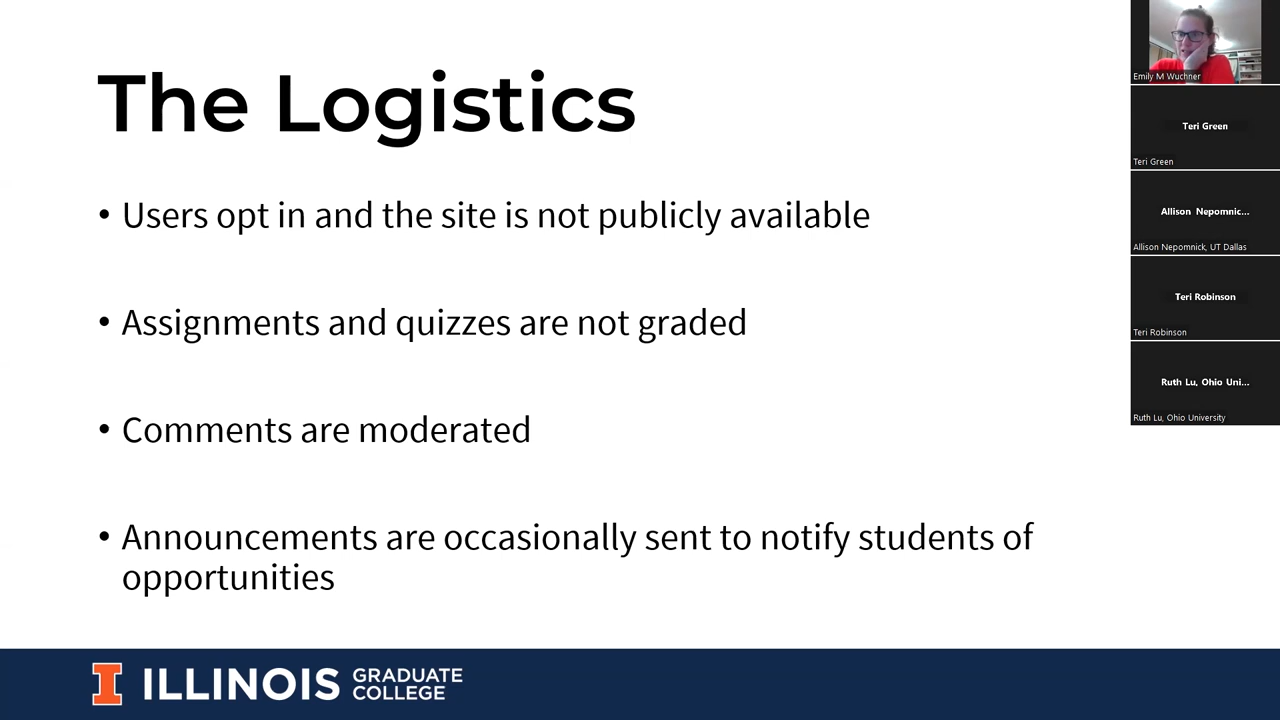 The Logistics
• Users opt in and the site is not publicly available
• Assignments and quizzes are not graded
• Comments are moderated
• Announcements are occasionally sent to notify students of
opportunities
ILLINOIS GRADUATE
COLLEGE
Emily M Wuchner
Teri Green
Teri Green
Allison Nepomnic...
Allison Nepomnick, UT Dallas
Teri Robinson
Teri Robinson
Ruth Lu, Ohio Uni...
Ruth Lu, Ohio University